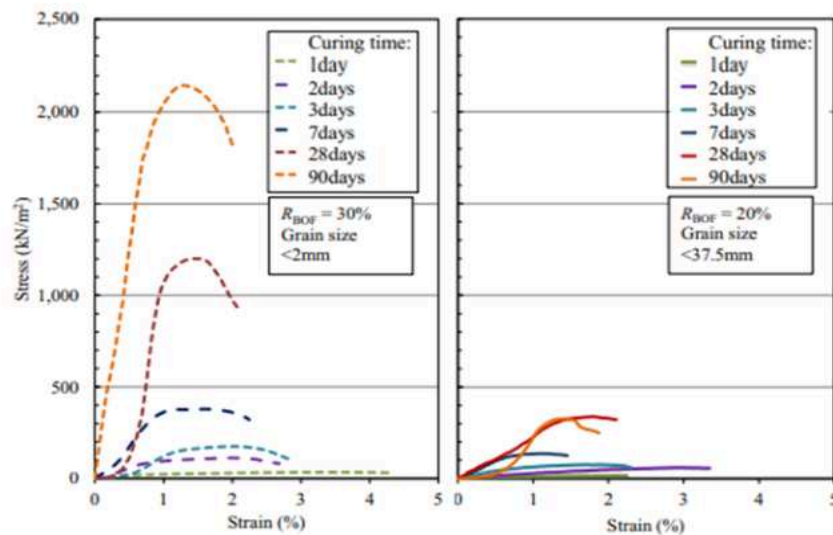 2,500
2,000
1,500
1,000
500
0
Stress (kN/m²)
Curing time:
1day
2days
3days
7days
28days
90days
R_BOF = 30%
Grain size
<2mm
0 1 2 3 4 5
Strain (%)
Curing time:
1day
2days
3days
7days
28days
90days
R_BOF = 20%
Grain size
<37.5mm
0 1 2 3 4 5
Strain (%)